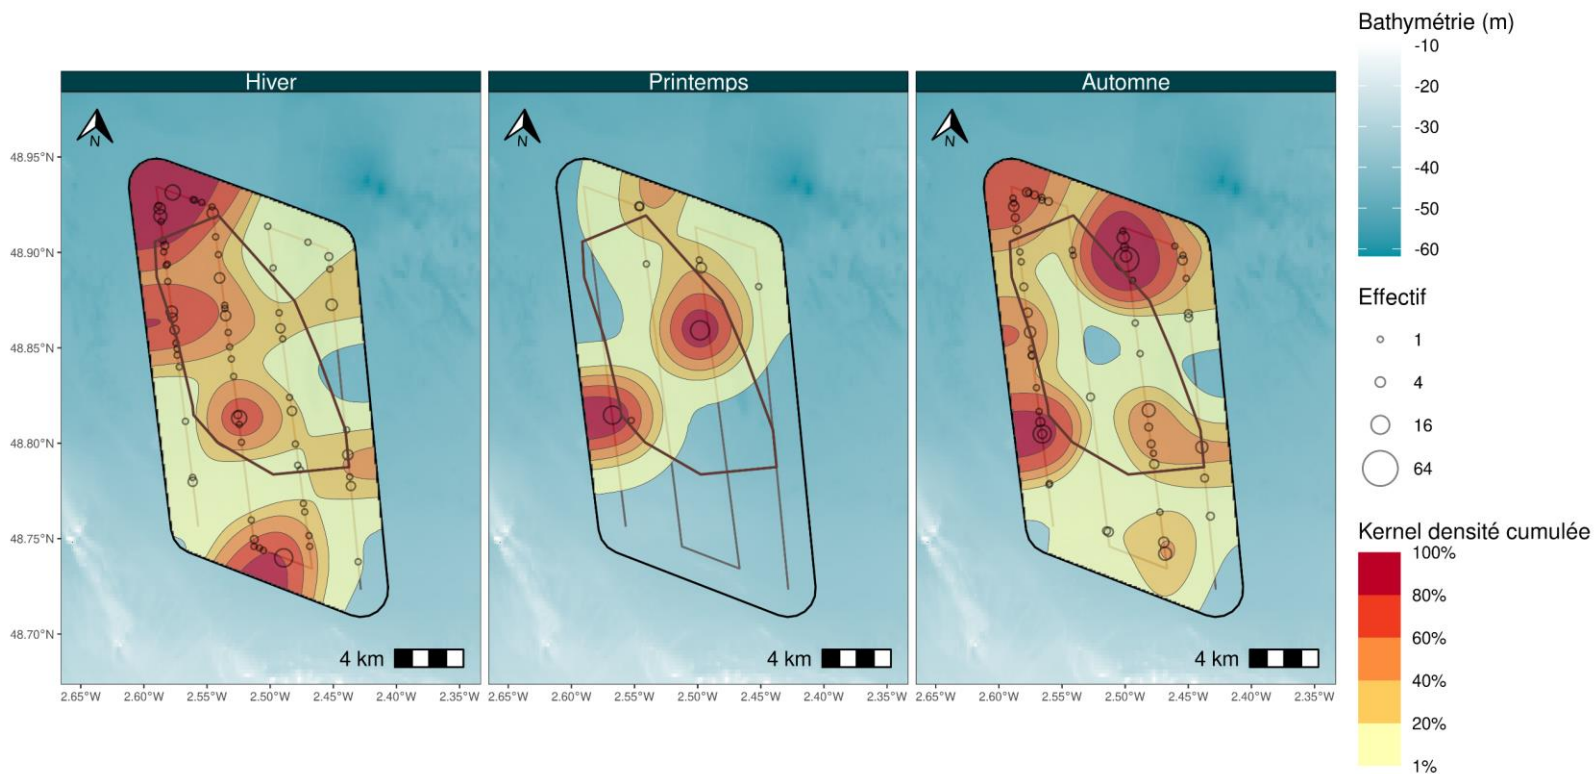 Hiver
Printemps
Automne
N
N
N
48.95°N
48.90°N
48.85°N
48.80°N
48.75°N
48.70°N
4 km
4 km
4 km
2.65°W 2.60°W 2.55°W 2.50°W 2.45°W 2.40°W 2.35°W
2.65°W 2.60°W 2.55°W 2.50°W 2.45°W 2.40°W 2.35°W
2.65°W 2.60°W 2.55°W 2.50°W 2.45°W 2.40°W 2.35°W
Bathymétrie (m)
-10
-20
-30
-40
-50
-60
Effectif
1
4
16
64
Kernel densité cumulée
100%
80%
60%
40%
20%
1%